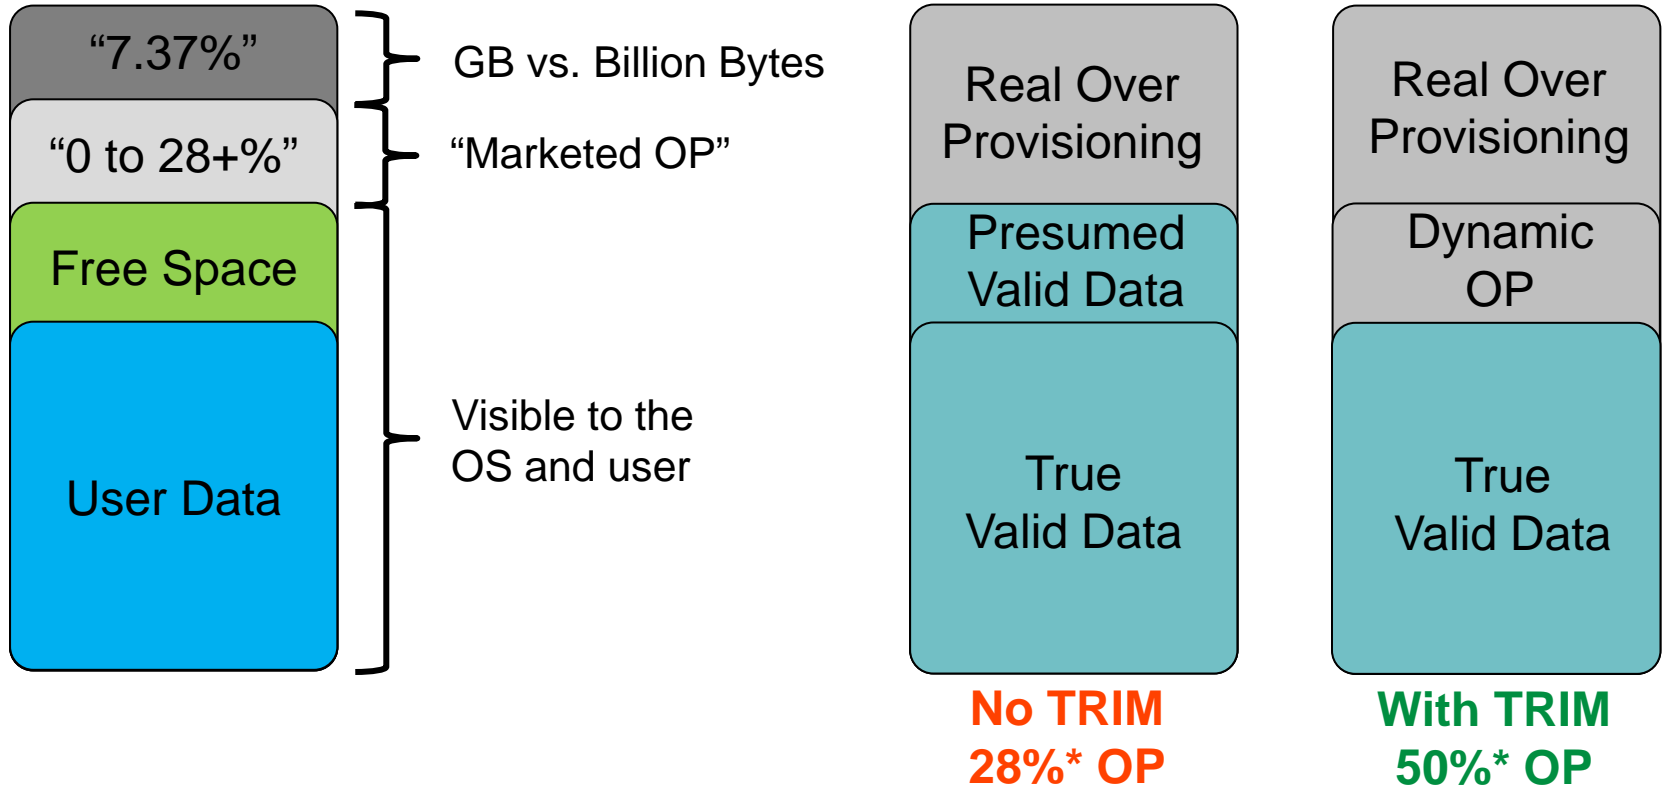 “7.37%”
GB vs. Billion Bytes
“0 to 28+%”
“Marketed OP”
Free Space
User Data
Visible to the
OS and user
Real Over
Provisioning
Presumed
Valid Data
True
Valid Data
No TRIM
28%* OP
Real Over
Provisioning
Dynamic
OP
True
Valid Data
With TRIM
50%* OP